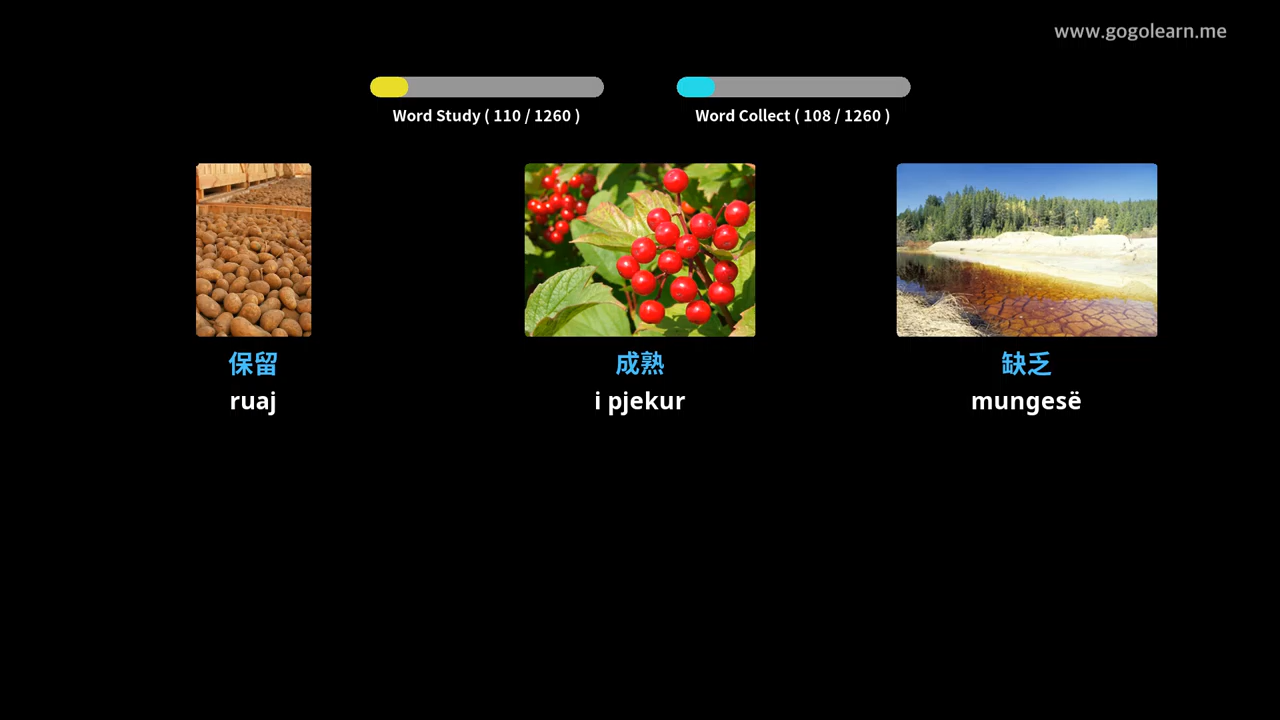 www.gogolearn.me
Word Study ( 110 / 1260 )
Word Collect ( 108 / 1260 )
保留
ruaj
成熟
i pjekur
缺乏
mungesë